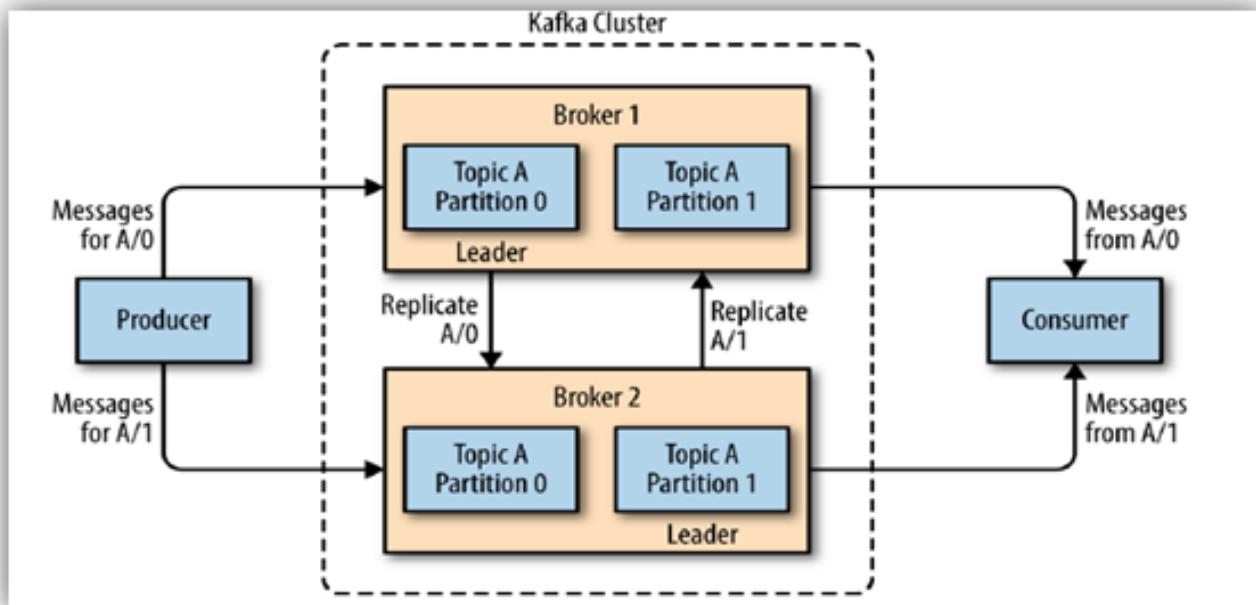 Kafka Cluster
Broker 1
Topic A
Partition 0
Topic A
Partition 1
Leader
Messages
for A/0
Messages
from A/0
Producer
Replicate
A/0
Replicate
A/1
Consumer
Messages
for A/1
Messages
from A/1
Broker 2
Topic A
Partition 0
Topic A
Partition 1
Leader